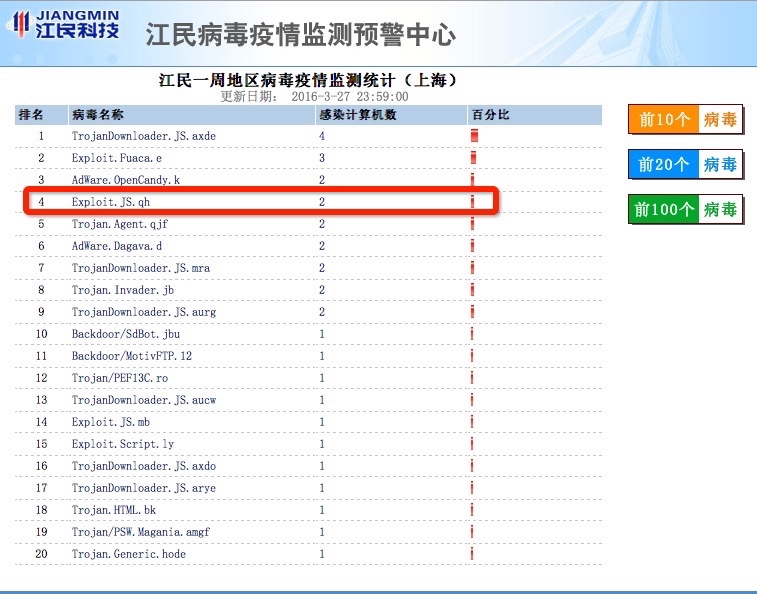 JIANGMIN
江民科技
江民病毒疫情监测预警中心
江民一周地区病毒疫情监测统计（上海）
更新日期： 2016-3-27 23:59:00
排名 病毒名称 感染计算机数 百分比
1 TrojanDownloader.JS.axde 4
2 Exploit.Fuaca.e 3
3 AdWare.OpenCandy.k 2
4 Exploit.JS.qh 2
5 Trojan.Agent.qjf 2
6 AdWare.Dagava.d 2
7 TrojanDownloader.JS.mra 2
8 Trojan.Invader.jb 2
9 TrojanDownloader.JS.aurg 2
10 Backdoor/SdBot.jbu 1
11 Backdoor/MotivFTP.12 1
12 Trojan/PEF13C.ro 1
13 TrojanDownloader.JS.aucw 1
14 Exploit.JS.mb 1
15 Exploit.Script.ly 1
16 TrojanDownloader.JS.axdo 1
17 TrojanDownloader.JS.arye 1
18 Trojan.HTML.bk 1
19 Trojan/PSW.Magania.amgf 1
20 Trojan.Generic.hode 1
前10个 病毒
前20个 病毒
前100个 病毒